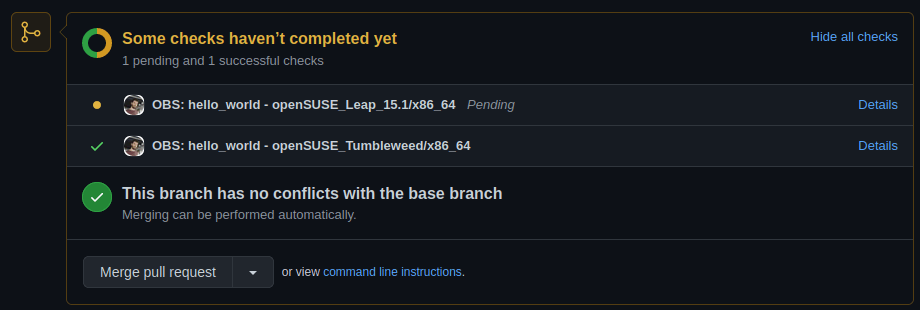 Some checks haven’t completed yet
Hide all checks
1 pending and 1 successful checks
OBS: hello_world - openSUSE_Leap_15.1/x86_64 Pending Details
OBS: hello_world - openSUSE_Tumbleweed/x86_64 Details
This branch has no conflicts with the base branch
Merging can be performed automatically.
Merge pull request or view command line instructions.